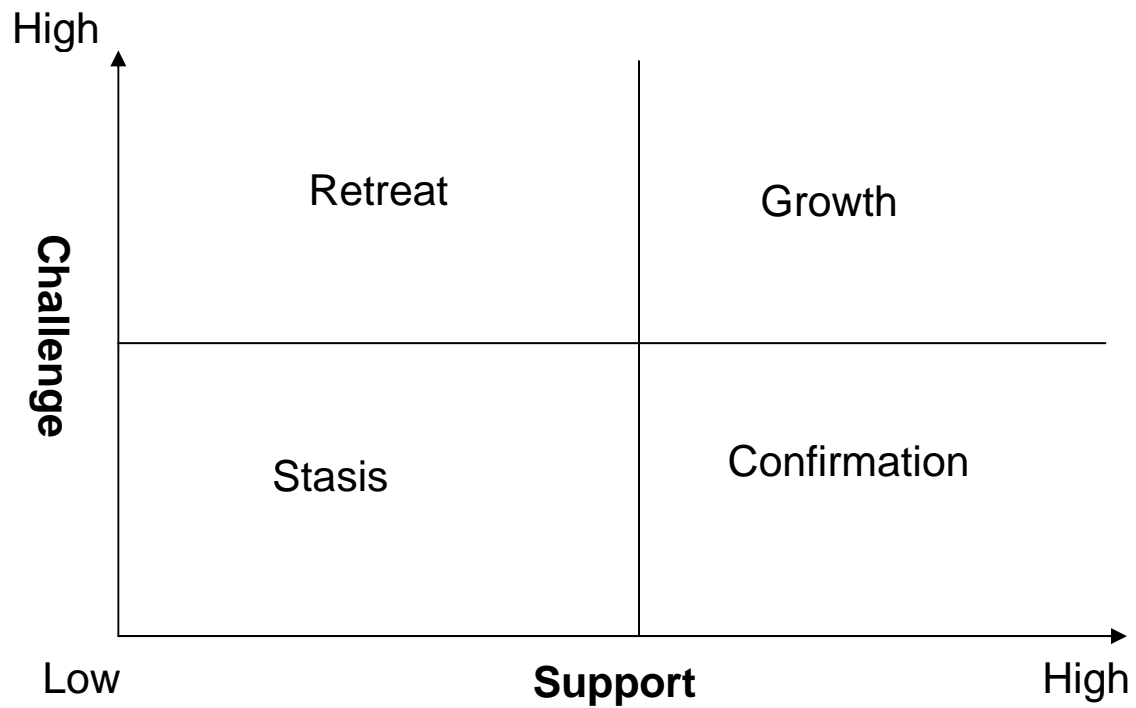 High
Retreat
Growth
Challenge
Stasis
Confirmation
Low
Support
High